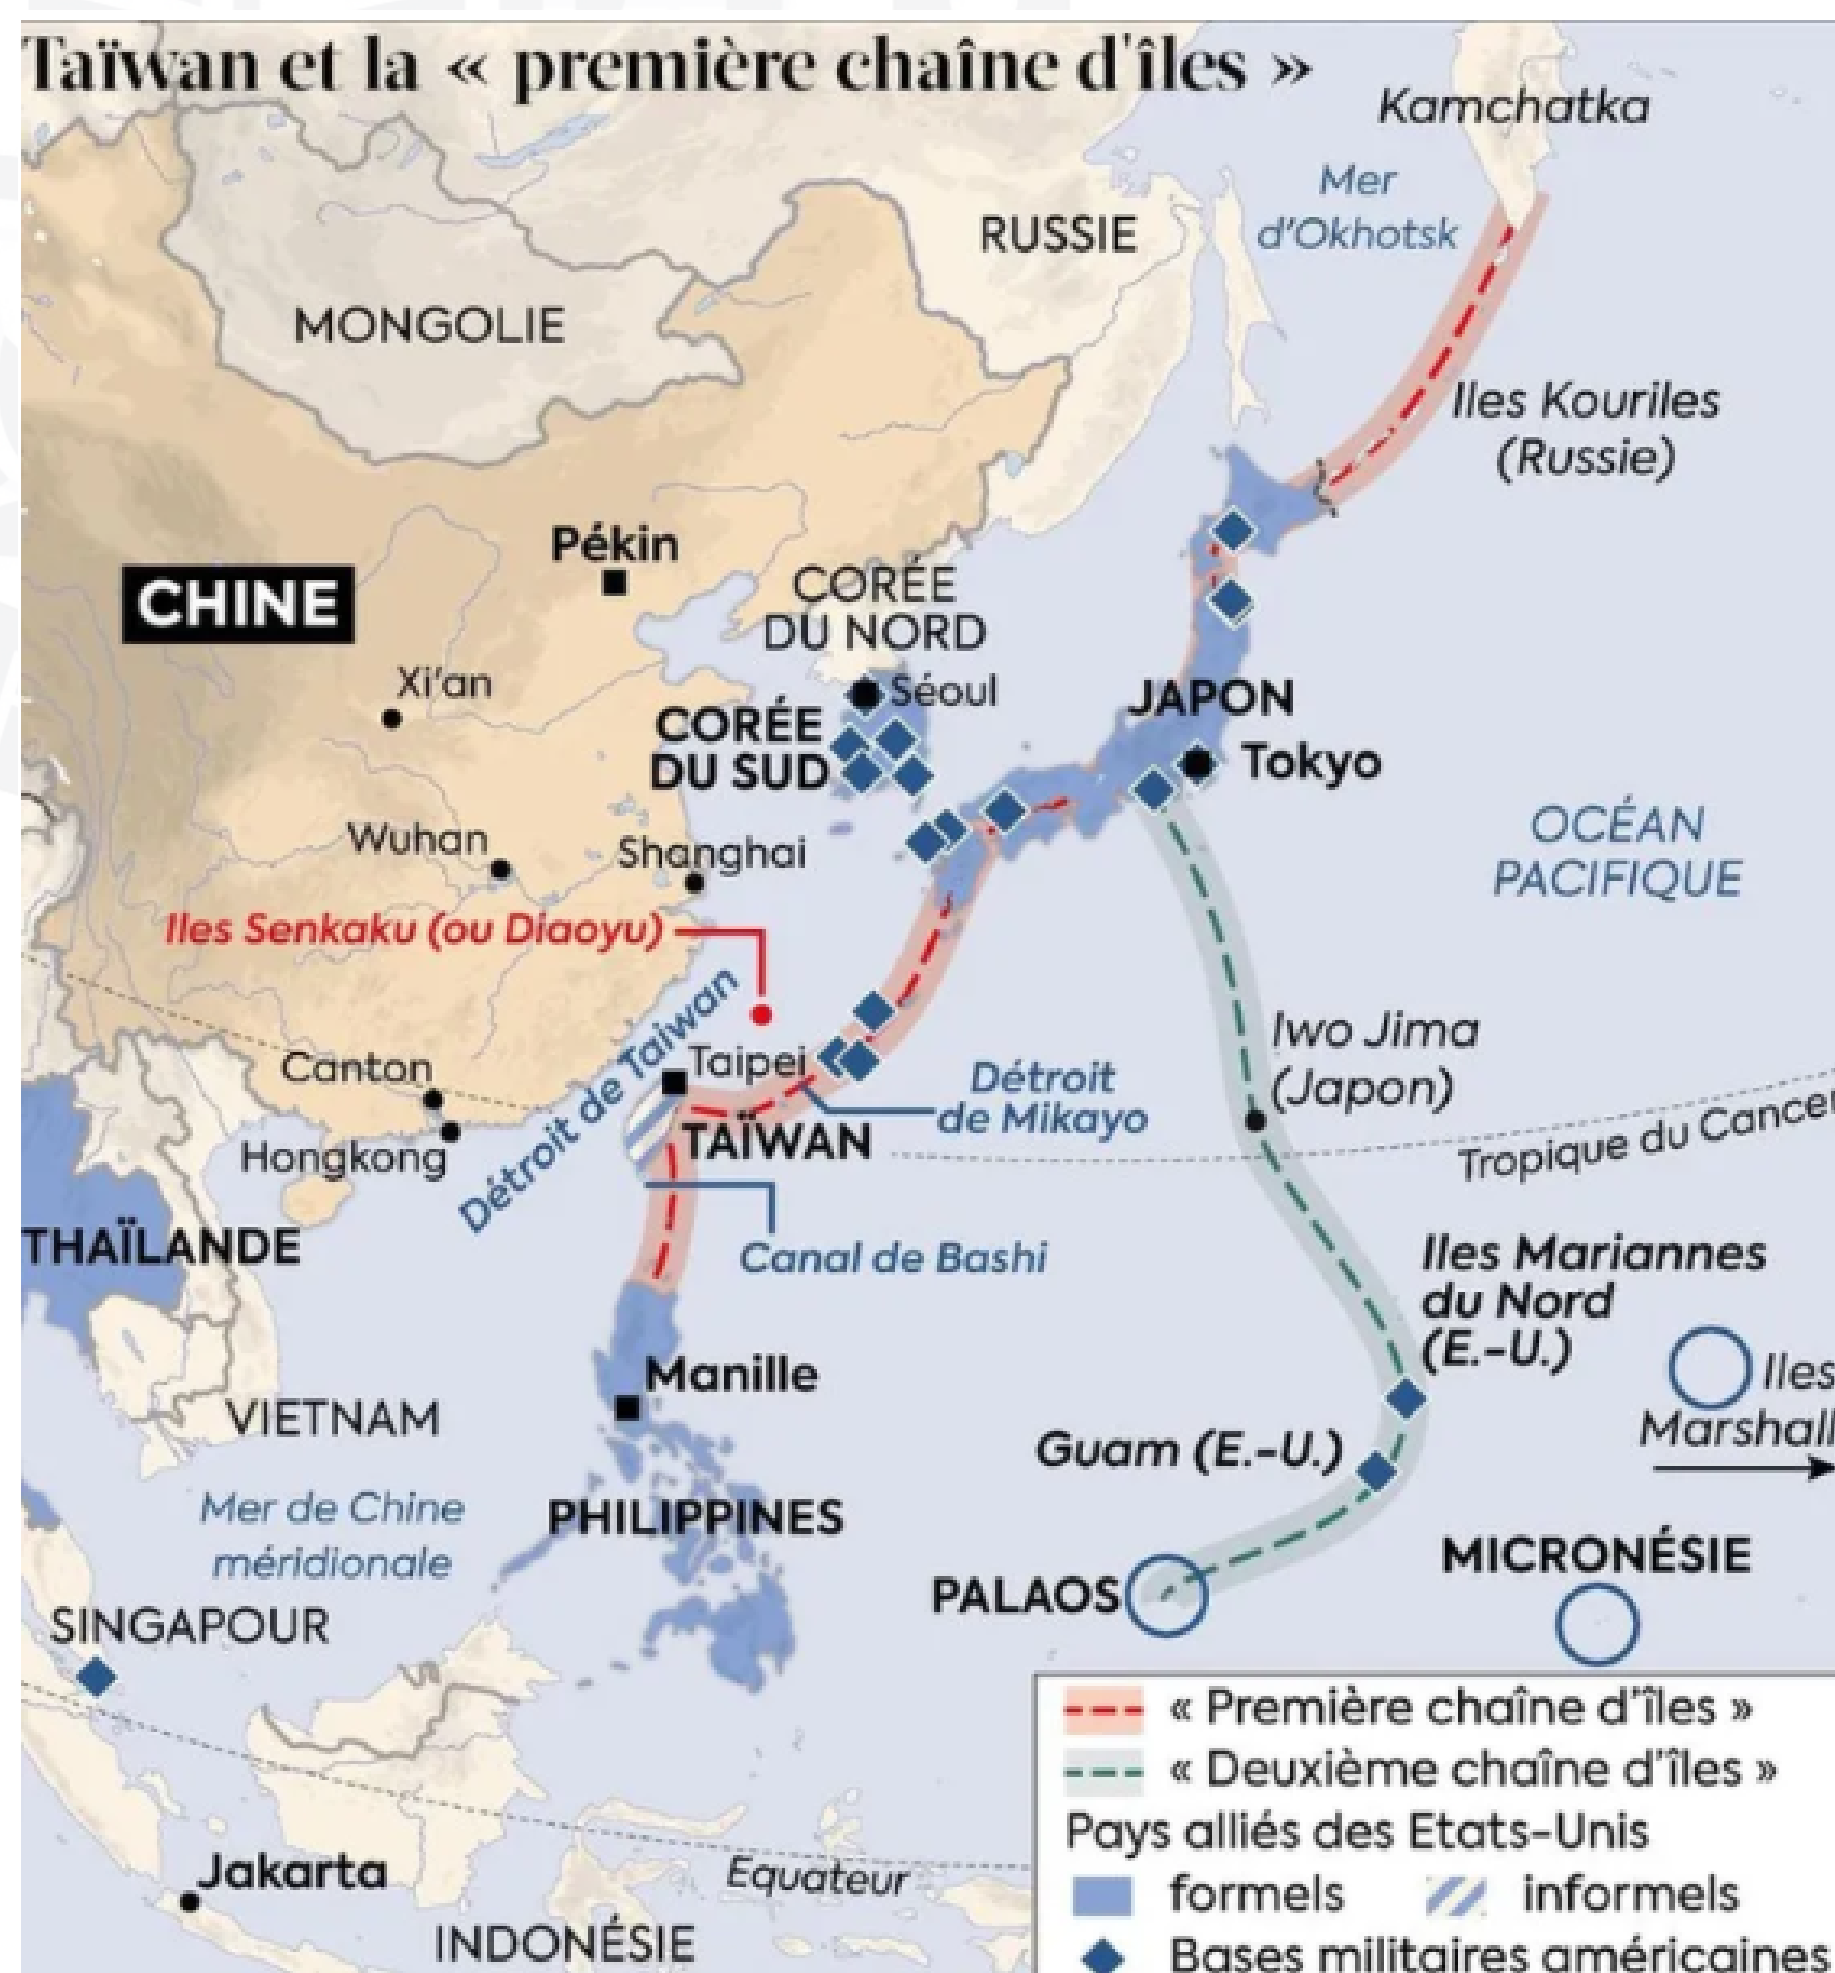 Taïwan et la « première chaîne d'îles »
Kamchatka
Mer
d'Okhotsk
RUSSIE
MONGOLIE
Iles Kouriles
(Russie)
Pékin
CHINE
CORÉE
DU NORD
Xi'an
Séoul
CORÉE
DU SUD
JAPON
Tokyo
Wuhan
Shanghai
OCÉAN
PACIFIQUE
Iles Senkaku (ou Diaoyu)
Détroit de Taiwan
Taipei
Canton
Hongkong
Détroit
de Mikayo
TAÏWAN
Iwo Jima
(Japon)
Tropique du Cancer
THAÏLANDE
Canal de Bashi
Iles Mariannes
du Nord
(E.-U.)
Iles
Marshall
Manille
VIETNAM
Guam (E.-U.)
Mer de Chine
méridionale
PHILIPPINES
MICRONÉSIE
PALAOS
SINGAPOUR
Jakarta
Equateur
INDONÉSIE
« Première chaîne d'îles »
« Deuxième chaîne d'îles »
Pays alliés des Etats-Unis
formels informels
Bases militaires américaines